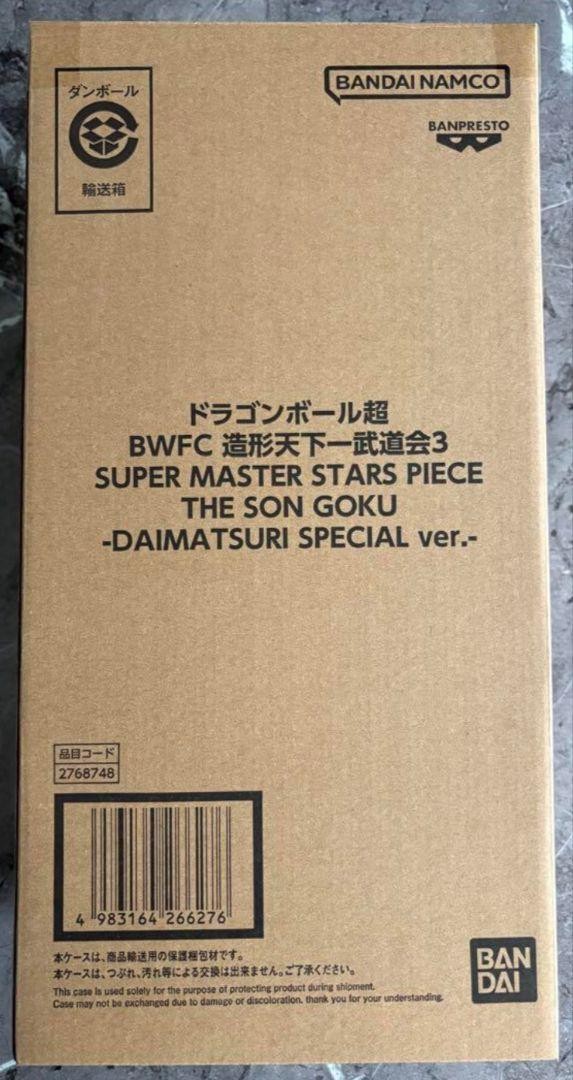 ダンボール
輸送箱
BANDAI NAMCO
BANPRESTO
ドラゴンボール超
BWFC 造形天下一武道会3
SUPER MASTER STARS PIECE
THE SON GOKU
-DAIMATSURI SPECIAL ver.-
品目コード
2768748
4 983164 266276
本ケースは、商品輸送用の保護梱包材です。
本ケースは、つぶれ、汚れ等による交換は出来ません。ご了承ください。
This case is used solely for the purpose of protecting product during shipment.
Case may not be exchanged due to damage or discoloration. thank you for your understanding.
BAN
DAI